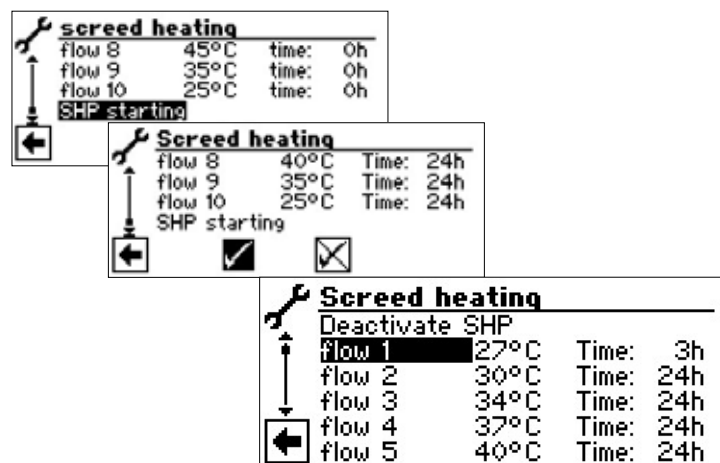 screed heating
flow 8 45°C time: 0h
flow 9 35°C time: 0h
flow 10 25°C time: 0h
SHP starting
Screed heating
flow 8 40°C Time: 24h
flow 9 35°C Time: 24h
flow 10 25°C Time: 24h
SHP starting
Screed heating
Deactivate SHP
flow 1 27°C Time: 3h
flow 2 30°C Time: 24h
flow 3 34°C Time: 24h
flow 4 37°C Time: 24h
flow 5 40°C Time: 24h